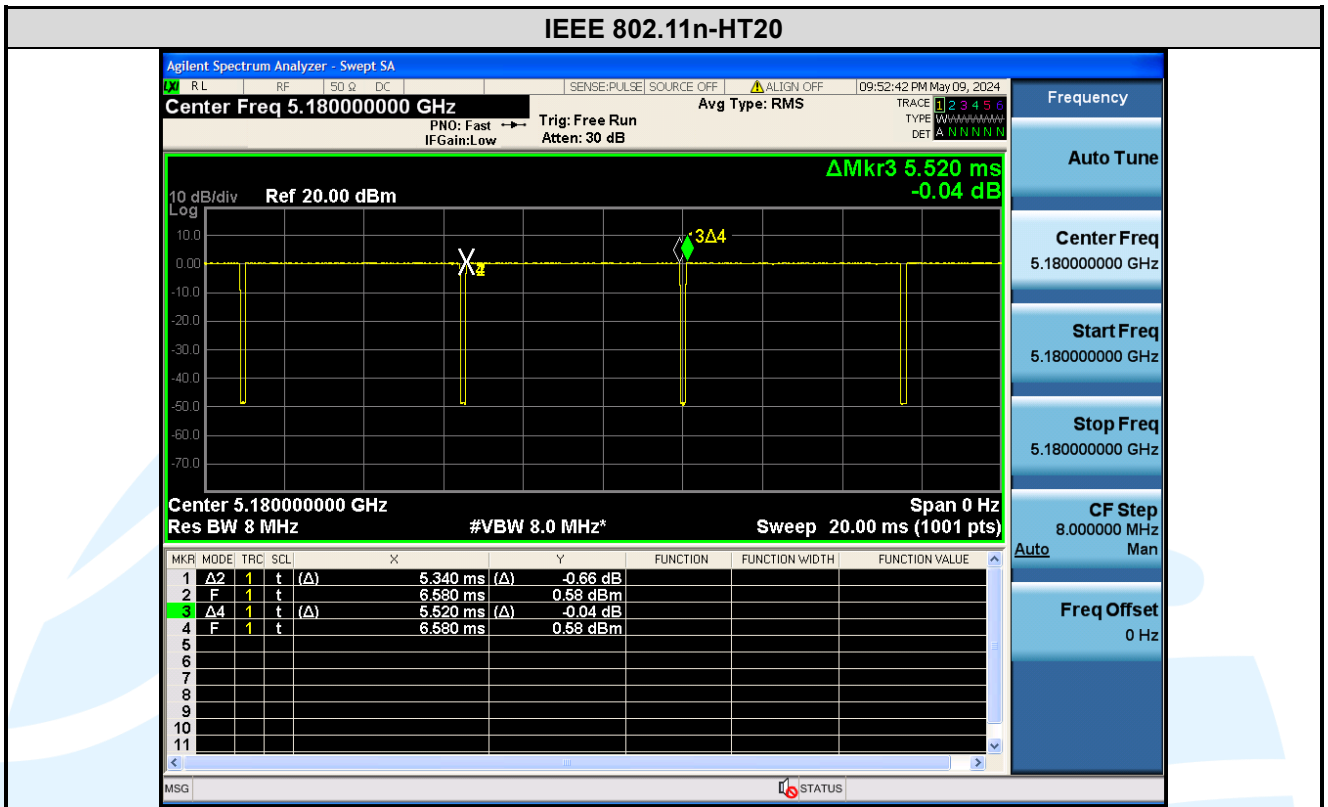 IEEE 802.11n-HT20
Agilent Spectrum Analyzer - Swept SA
LXI RL RF 50 Ω DC SENSE:PULSE SOURCE OFF ALIGN OFF 09:52:42 PM May 09, 2024
Center Freq 5.180000000 GHz
PNO: Fast
IFGain:Low
Trig: Free Run
Atten: 30 dB
Avg Type: RMS
TRACE 1 2 3 4 5 6
TYPE WWWWWW
DET A N N N N N
ΔMkr3 5.520 ms
-0.04 dB
10 dB/div Ref 20.00 dBm
Log
10.0
0.00
-10.0
-20.0
-30.0
-40.0
-50.0
-60.0
-70.0
3Δ4
Center 5.180000000 GHz Span 0 Hz
Res BW 8 MHz #VBW 8.0 MHz* Sweep 20.00 ms (1001 pts)
MKR MODE TRC SCL X Y FUNCTION FUNCTION WIDTH FUNCTION VALUE
1 Δ2 1 t (Δ) 5.340 ms (Δ) -0.66 dB
2 F 1 t 6.580 ms 0.58 dBm
3 Δ4 1 t (Δ) 5.520 ms (Δ) -0.04 dB
4 F 1 t 6.580 ms 0.58 dBm
5
6
7
8
9
10
11
MSG STATUS
Frequency
Auto Tune
Center Freq
5.180000000 GHz
Start Freq
5.180000000 GHz
Stop Freq
5.180000000 GHz
CF Step
8.000000 MHz
Auto Man
Freq Offset
0 Hz